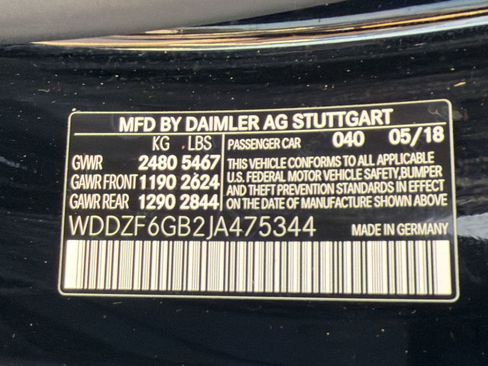 MFD BY DAIMLER AG STUTTGART
KG LBS PASSENGER CAR 040 05/18
GWR 2480 5467 THIS VEHICLE CONFORMS TO ALL APPLICABLE
GAWR FRONT 1190 2624 U.S. FEDERAL MOTOR VEHICLE SAFETY,BUMPER
GAWR REAR 1290 2844 AND THEFT PREVENTION STANDARDS IN EFFECT
ON THE DATE OF MANUFACTURE SHOWN ABOVE.
WDDZF6GB2JA475344 MADE IN GERMANY